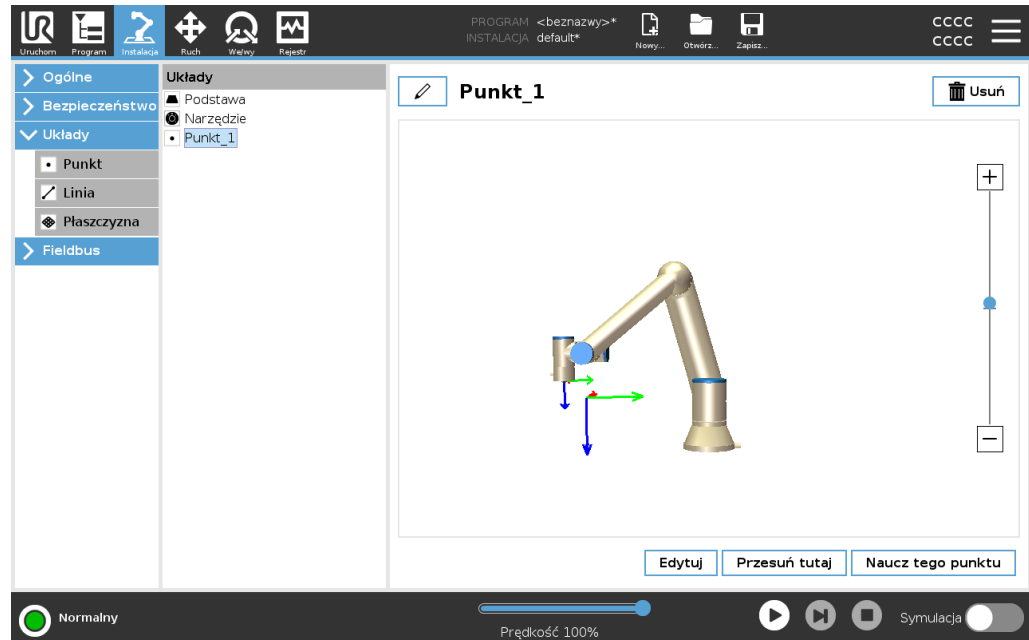 PROGRAM <beznazwy>*
INSTALACJA default*
CCCC
CCCC
Uruchom Program Instalacja Ruch We/wy Rejestr Nowy... Otwórz... Zapisz...
Ogólne
Bezpieczeństwo
Układy
Punkt
Linia
Płaszczyzna
Fieldbus
Układy
Podstawa
Narzędzie
Punkt_1
Punkt_1
Usuń
Edytuj Przesuń tutaj Naucz tego punktu
Normalny
Prędkość 100%
Symulacja